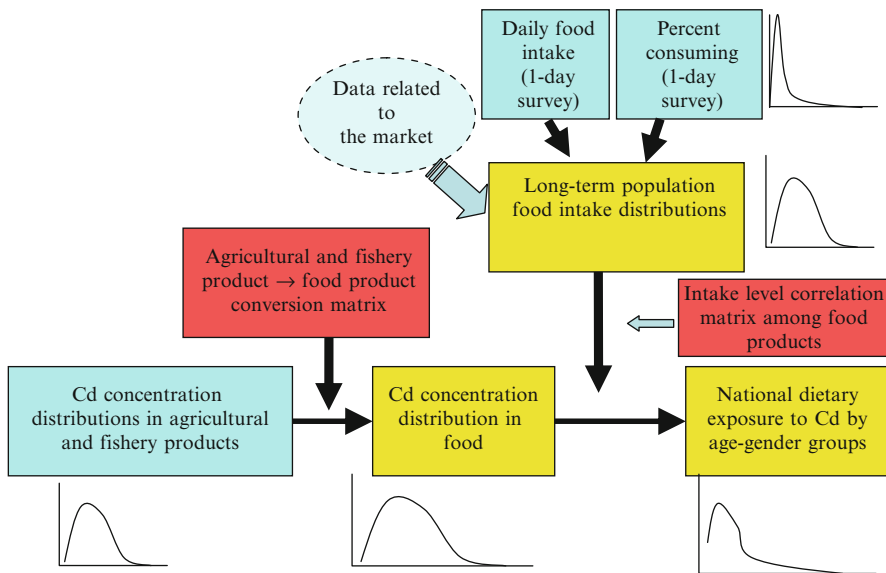 Daily food
intake
(1-day
survey)
Percent
consuming
(1-day
survey)
Data related
to
the market
Long-term population
food intake distributions
Agricultural and fishery
product → food product
conversion matrix
Intake level correlation
matrix among food
products
Cd concentration
distributions in agricultural
and fishery products
Cd concentration
distribution in
food
National dietary
exposure to Cd by
age-gender groups